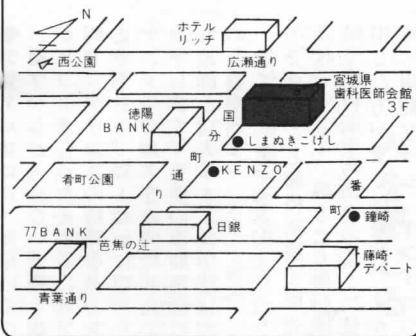 N
西公園
ホテル
リッチ
広瀬通り
宮城県
歯科医師会館
3F
徳陽
BANK
国分町通り
しまぬきこけし
KENZO
肴町公園
一番町
鐘崎
77BANK
芭蕉の辻
日銀
藤崎・
デパート
青葉通り